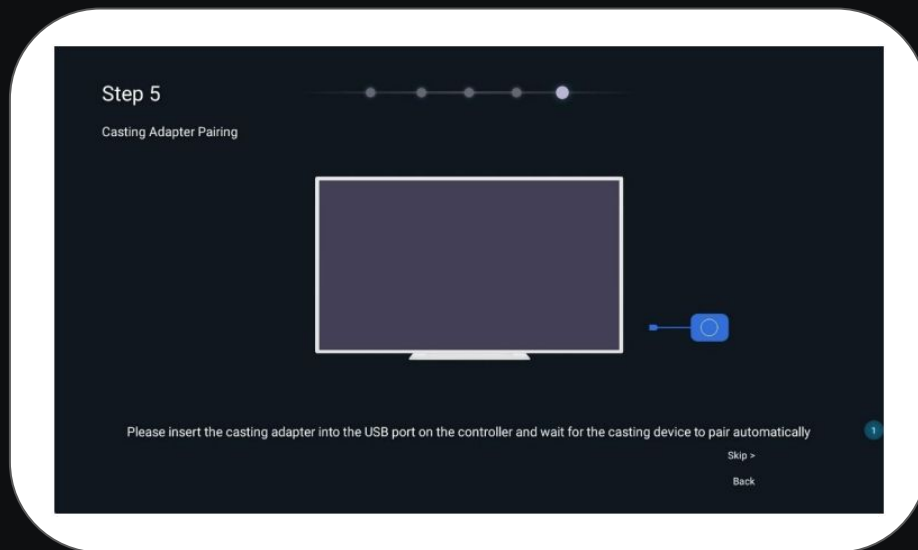 Step 5
Casting Adapter Pairing
Please insert the casting adapter into the USB port on the controller and wait for the casting device to pair automatically
1
Skip >
Back